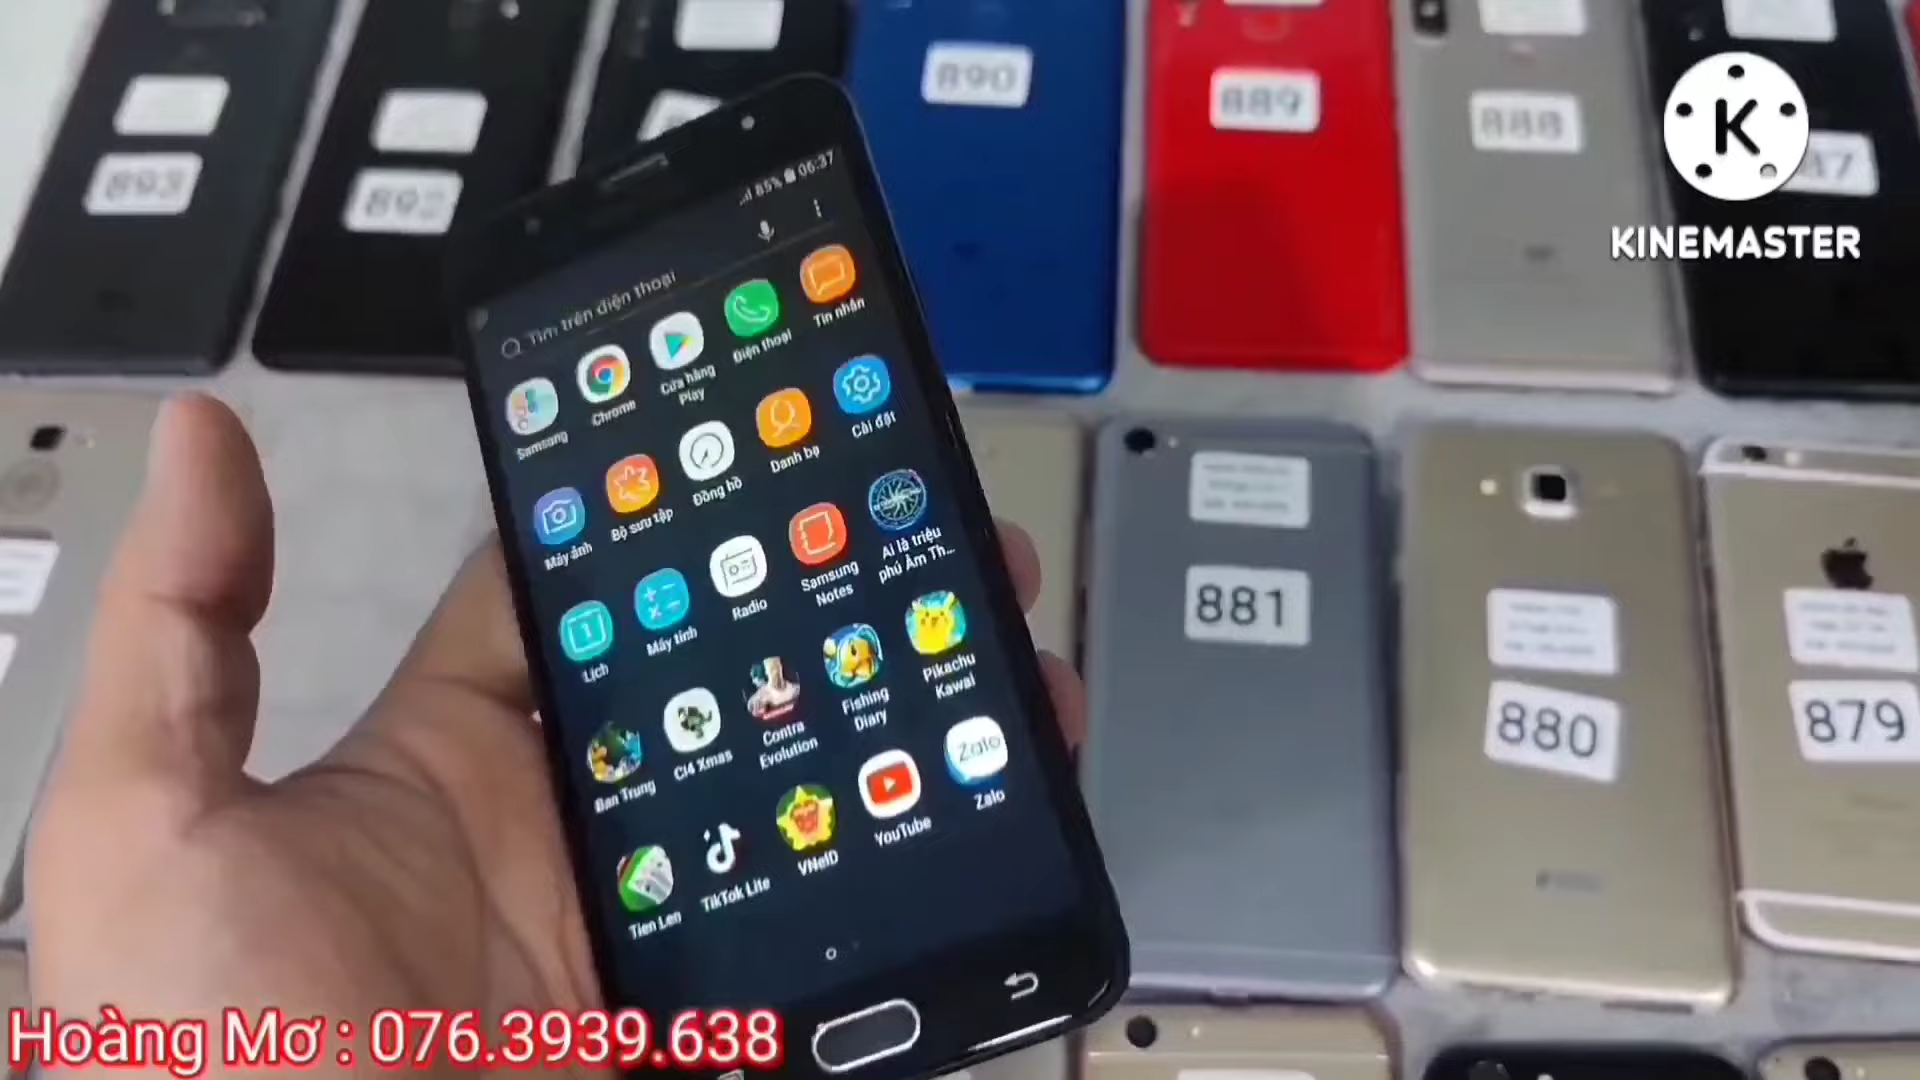 890
889
888
893
892
87
K
KINEMASTER
85% 06:37
Tìm trên điện thoại
Samsung
Chrome
Cửa hàng
Play
Điện thoại
Tin nhắn
Máy ảnh
Bộ sưu tập
Đồng hồ
Danh bạ
Cài đặt
Lịch
Máy tính
Radio
Samsung
Notes
Ai là triệu
phú Âm Th...
Ban Trung
Ci4 Xmas
Contra
Evolution
Fishing
Diary
Pikachu
Kawai
Tien Len
TikTok Lite
VNeID
YouTube
Zalo
Zalo
881
880
879
Hoàng Mơ : 076.3939.638